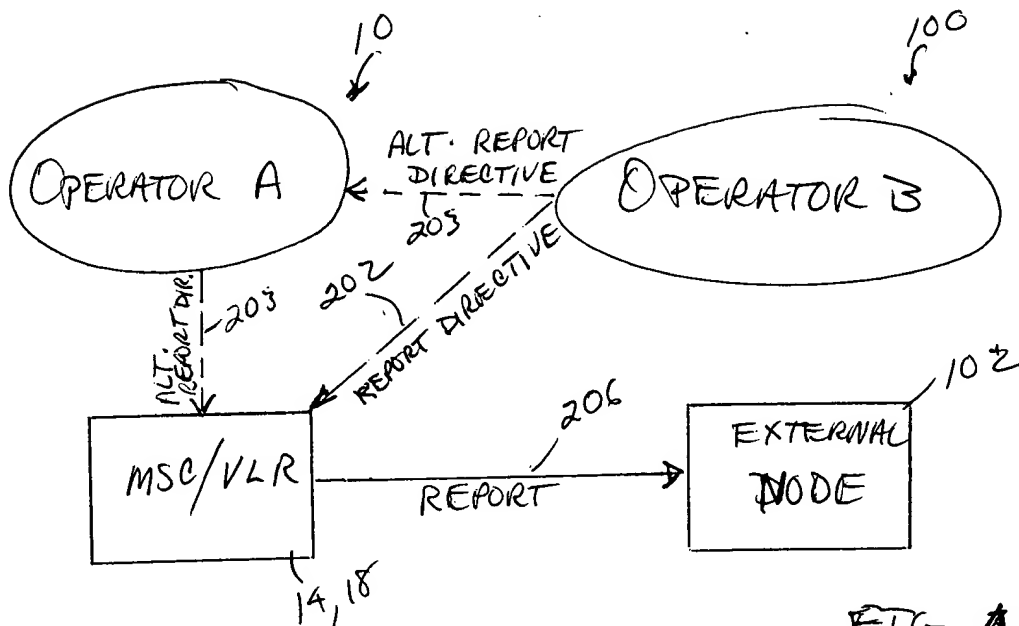 10
100
OPERATOR A
ALT. REPORT
DIRECTIVE
203
OPERATOR B
202
REPORT DIRECTIVE
ALT.
REPORT DIR.
203
MSC/VLR
14, 18
206
REPORT
102
EXTERNAL
NODE
FIG.